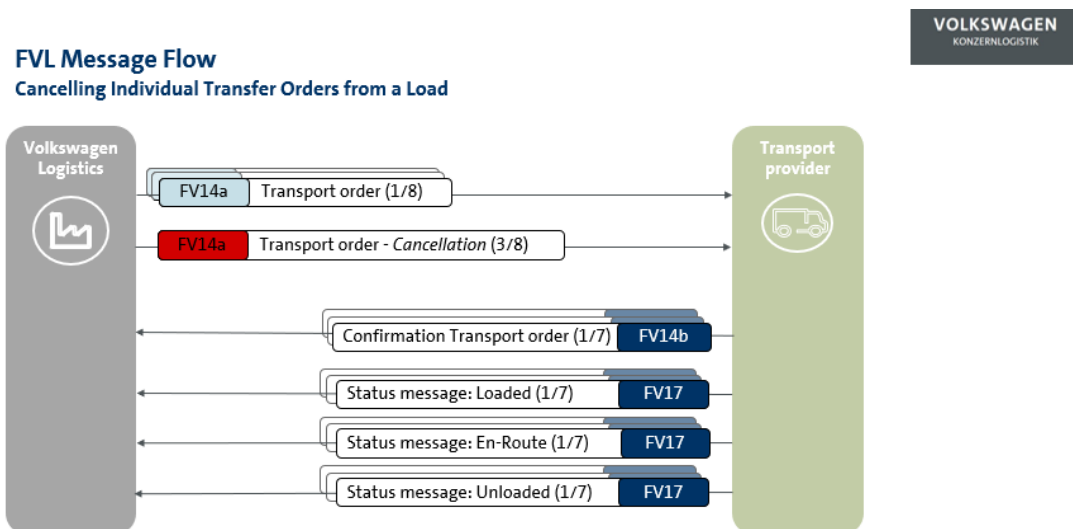 VOLKSWAGEN
KONZERNLOGISTIK
FVL Message Flow
Cancelling Individual Transfer Orders from a Load
Volkswagen
Logistics
Transport
provider
FV14a Transport order (1/8)
FV14a Transport order - Cancellation (3/8)
Confirmation Transport order (1/7) FV14b
Status message: Loaded (1/7) FV17
Status message: En-Route (1/7) FV17
Status message: Unloaded (1/7) FV17